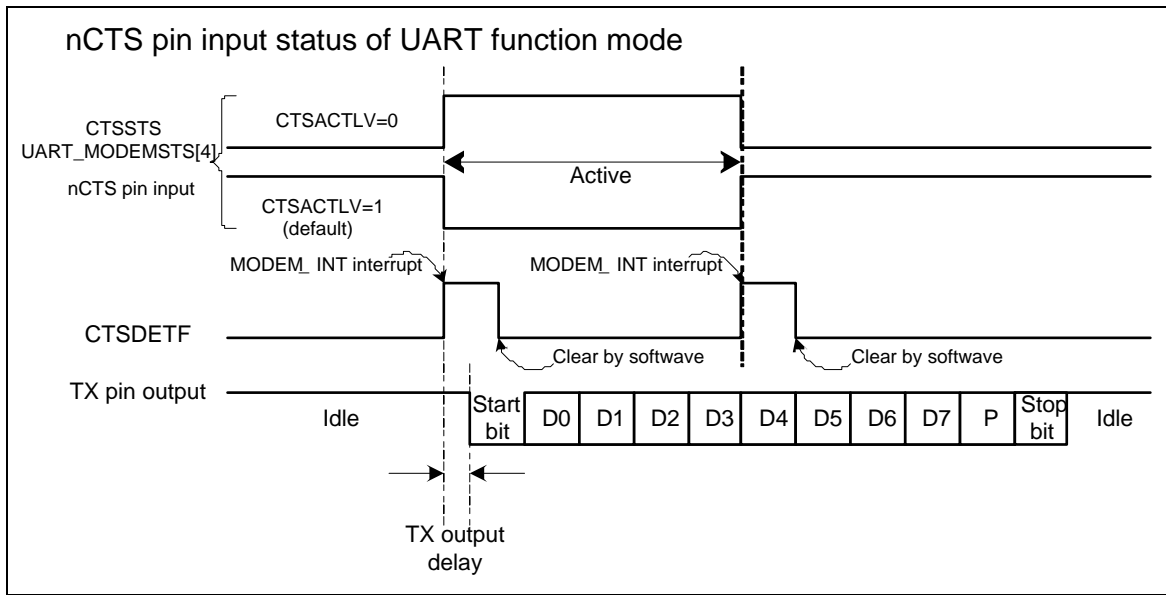 nCTS pin input status of UART function mode
CTSACTLV=0
CTSSTS
UART_MODEMSTS[4]
nCTS pin input
Active
CTSACTLV=1
(default)
MODEM_ INT interrupt
MODEM_ INT interrupt
CTSDETF
Clear by softwave
Clear by softwave
TX pin output
Idle
Start
bit
D0
D1
D2
D3
D4
D5
D6
D7
P
Stop
bit
Idle
TX output
delay